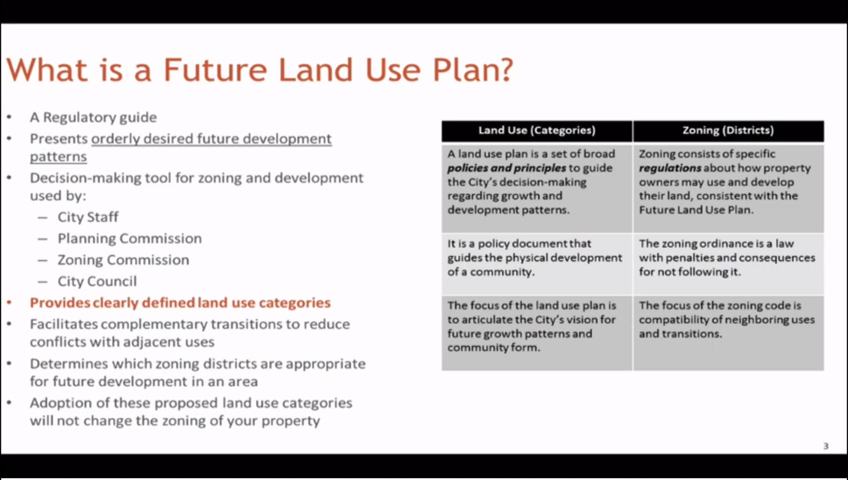 What is a Future Land Use Plan?
• A Regulatory guide
• Presents orderly desired future development
patterns
• Decision-making tool for zoning and development
used by:
– City Staff
– Planning Commission
– Zoning Commission
– City Council
• Provides clearly defined land use categories
• Facilitates complementary transitions to reduce
conflicts with adjacent uses
• Determines which zoning districts are appropriate
for future development in an area
• Adoption of these proposed land use categories
will not change the zoning of your property
Land Use (Categories)
Zoning (Districts)
A land use plan is a set of broad
policies and principles to guide
the City's decision-making
regarding growth and
development patterns.
Zoning consists of specific
regulations about how property
owners may use and develop
their land, consistent with the
Future Land Use Plan.
It is a policy document that
guides the physical development
of a community.
The zoning ordinance is a law
with penalties and consequences
for not following it.
The focus of the land use plan is
to articulate the City's vision for
future growth patterns and
community form.
The focus of the zoning code is
compatibility of neighboring uses
and transitions.
3